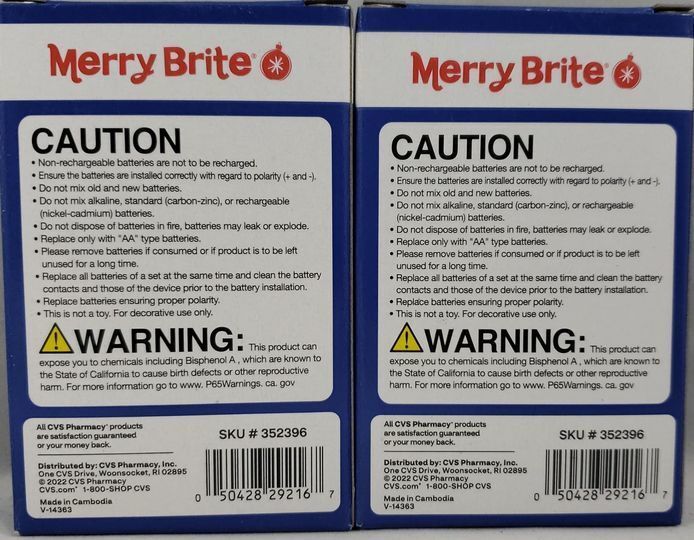 Merry Brite
CAUTION
• Non-rechargeable batteries are not to be recharged.
• Ensure the batteries are installed correctly with regard to polarity (+ and -).
• Do not mix old and new batteries.
• Do not mix alkaline, standard (carbon-zinc), or rechargeable
(nickel-cadmium) batteries.
• Do not dispose of batteries in fire, batteries may leak or explode.
• Replace only with "AA" type batteries.
• Please remove batteries if consumed or if product is to be left
unused for a long time.
• Replace all batteries of a set at the same time and clean the battery
contacts and those of the device prior to the battery installation.
• Replace batteries ensuring proper polarity.
• This is not a toy. For decorative use only.
WARNING: This product can
expose you to chemicals including Bisphenol A , which are known to
the State of California to cause birth defects or other reproductive
harm. For more information go to www. P65Warnings. ca. gov
All CVS Pharmacy® products
are satisfaction guaranteed
or your money back.
Distributed by: CVS Pharmacy, Inc.
One CVS Drive, Woonsocket, RI 02895
© 2022 CVS Pharmacy
CVS.com® 1-800-SHOP CVS
Made in Cambodia
V-14363
SKU # 352396
0 50428 29216 7
Merry Brite
CAUTION
• Non-rechargeable batteries are not to be recharged.
• Ensure the batteries are installed correctly with regard to polarity (+ and -).
• Do not mix old and new batteries.
• Do not mix alkaline, standard (carbon-zinc), or rechargeable
(nickel-cadmium) batteries.
• Do not dispose of batteries in fire, batteries may leak or explode.
• Replace only with "AA" type batteries.
• Please remove batteries if consumed or if product is to be left
unused for a long time.
• Replace all batteries of a set at the same time and clean the battery
contacts and those of the device prior to the battery installation.
• Replace batteries ensuring proper polarity.
• This is not a toy. For decorative use only.
WARNING: This product can
expose you to chemicals including Bisphenol A , which are known to
the State of California to cause birth defects or other reproductive
harm. For more information go to www. P65Warnings. ca. gov
All CVS Pharmacy® products
are satisfaction guaranteed
or your money back.
Distributed by: CVS Pharmacy, Inc.
One CVS Drive, Woonsocket, RI 02895
© 2022 CVS Pharmacy
CVS.com® 1-800-SHOP CVS
Made in Cambodia
V-14363
SKU # 352396
0 50428 29216 7